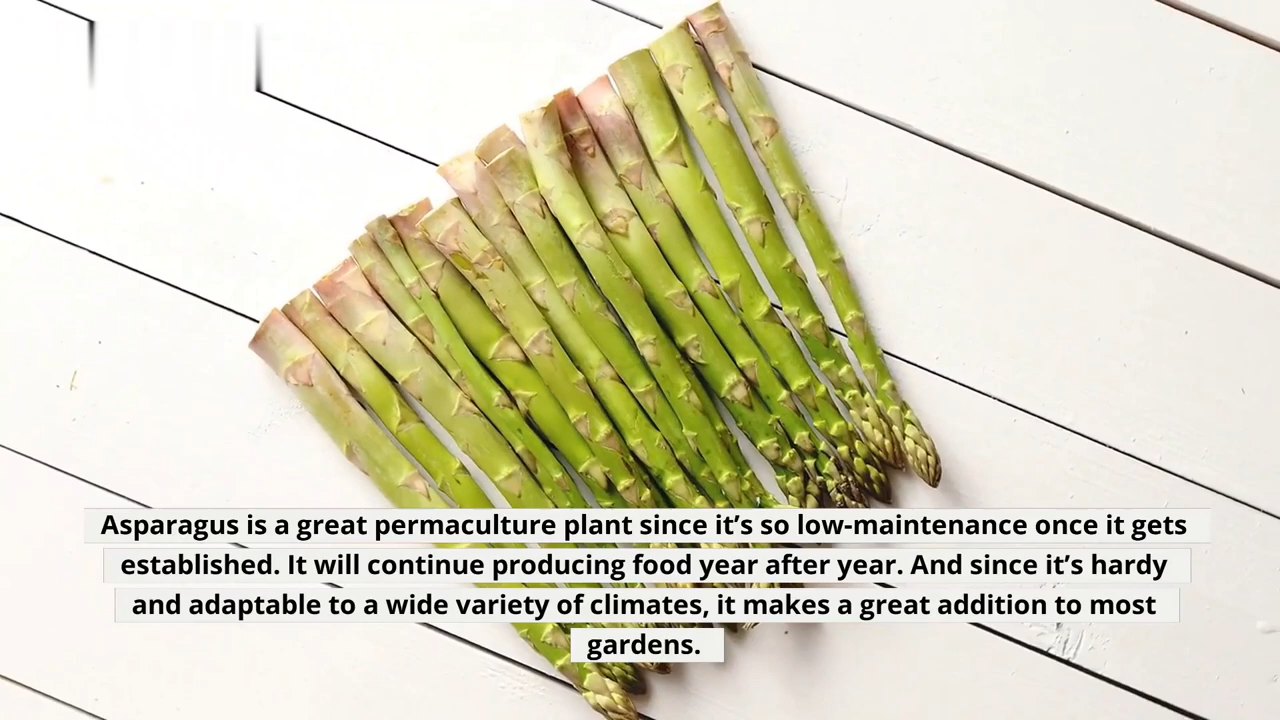 Asparagus is a great permaculture plant since it’s so low-maintenance once it gets
established. It will continue producing food year after year. And since it’s hardy
and adaptable to a wide variety of climates, it makes a great addition to most
gardens.